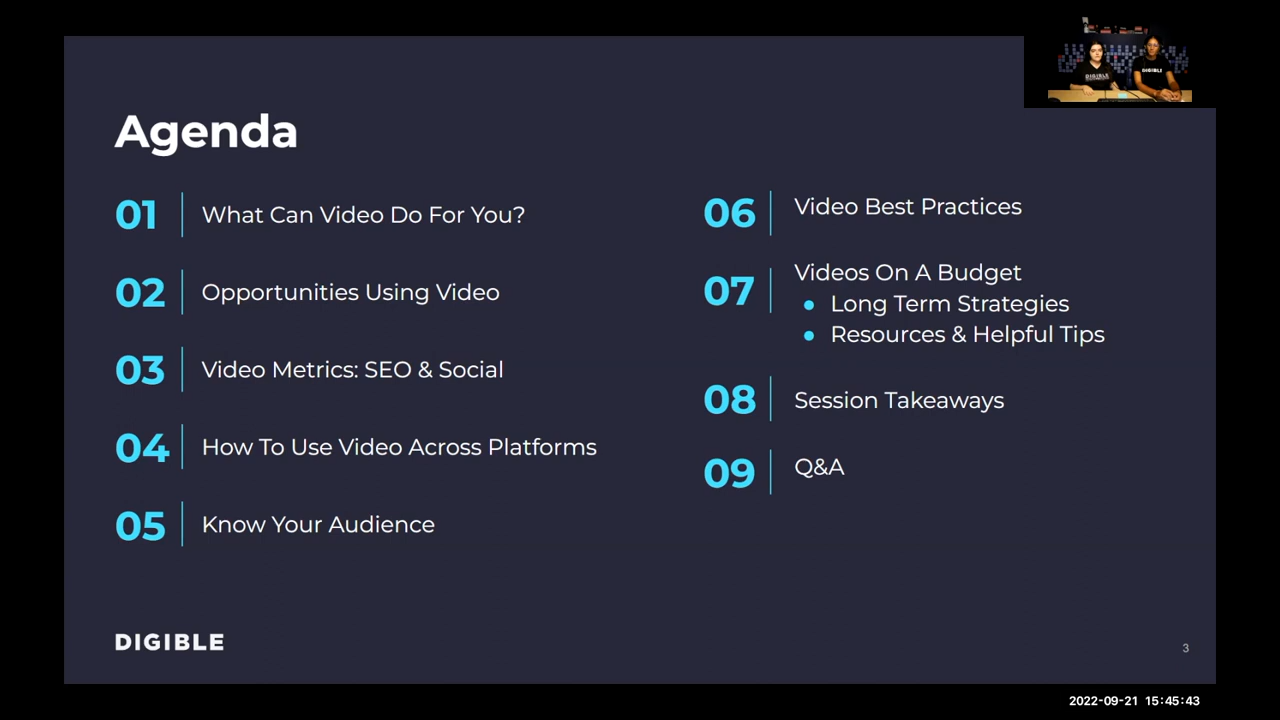 Agenda
01 What Can Video Do For You?
02 Opportunities Using Video
03 Video Metrics: SEO & Social
04 How To Use Video Across Platforms
05 Know Your Audience
06 Video Best Practices
07 Videos On A Budget
● Long Term Strategies
● Resources & Helpful Tips
08 Session Takeaways
09 Q&A
DIGIBLE
3
DIGIBLE
DIGIBLE
2022-09-21 15:45:43